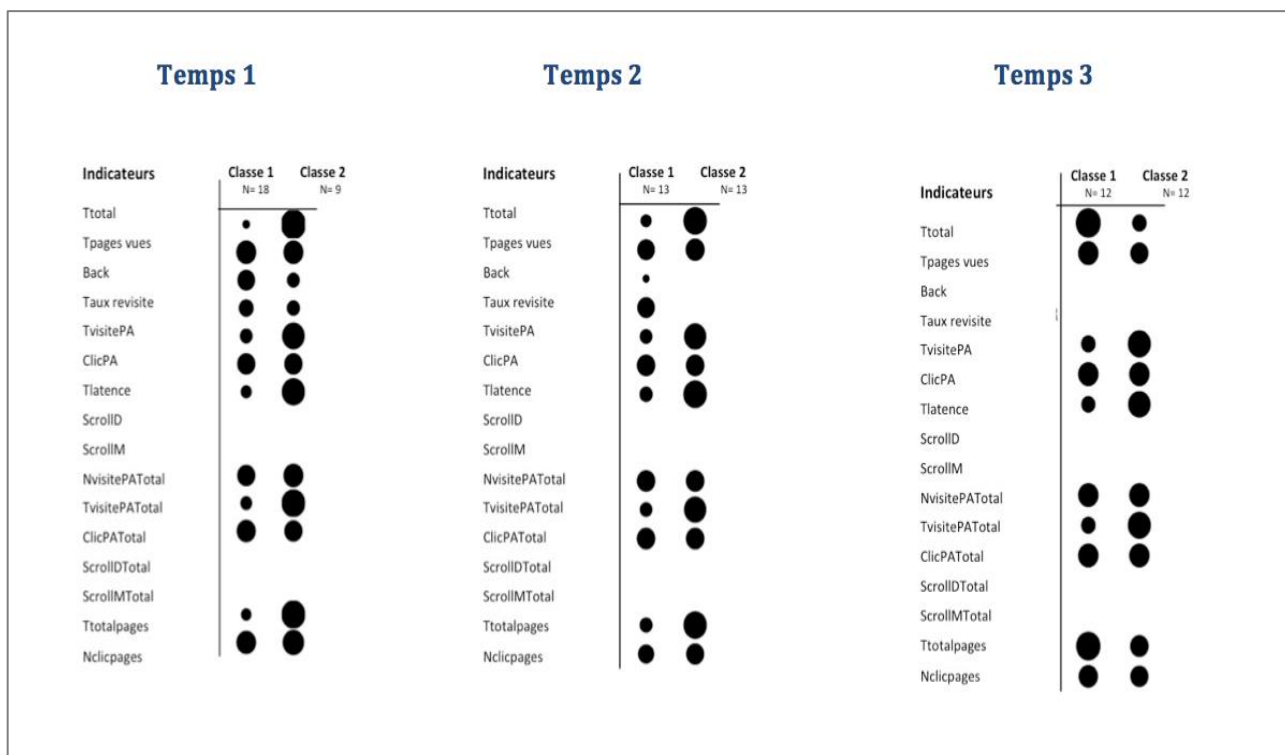 Temps 1
Temps 2
Temps 3
Indicateurs
Classe 1
Classe 2
N= 18
N= 9
Ttotal
Tpages vues
Back
Taux revisite
TvisitePA
ClicPA
Tlatence
ScrollD
ScrollM
NvisitePATotal
TvisitePATotal
ClicPATotal
ScrollDTotal
ScrollMTotal
Ttotalpages
Nclicpages
Indicateurs
Classe 1
Classe 2
N= 13
N= 13
Ttotal
Tpages vues
Back
Taux revisite
TvisitePA
ClicPA
Tlatence
ScrollD
ScrollM
NvisitePATotal
TvisitePATotal
ClicPATotal
ScrollDTotal
ScrollMTotal
Ttotalpages
Nclicpages
Indicateurs
Classe 1
Classe 2
N= 12
N= 12
Ttotal
Tpages vues
Back
Taux revisite
TvisitePA
ClicPA
Tlatence
ScrollD
ScrollM
NvisitePATotal
TvisitePATotal
ClicPATotal
ScrollDTotal
ScrollMTotal
Ttotalpages
Nclicpages